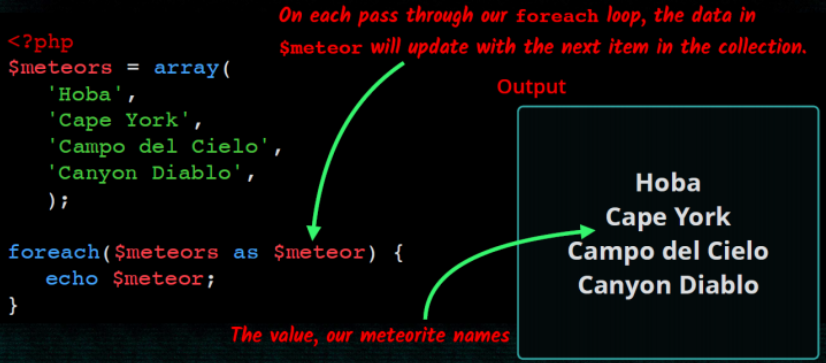 On each pass through our foreach loop, the data in
$meteor will update with the next item in the collection.
<?php
$meteors = array(
'Hoba',
'Cape York',
'Campo del Cielo',
'Canyon Diablo',
);
foreach($meteors as $meteor) {
echo $meteor;
}
The value, our meteorite names
Output
Hoba
Cape York
Campo del Cielo
Canyon Diablo